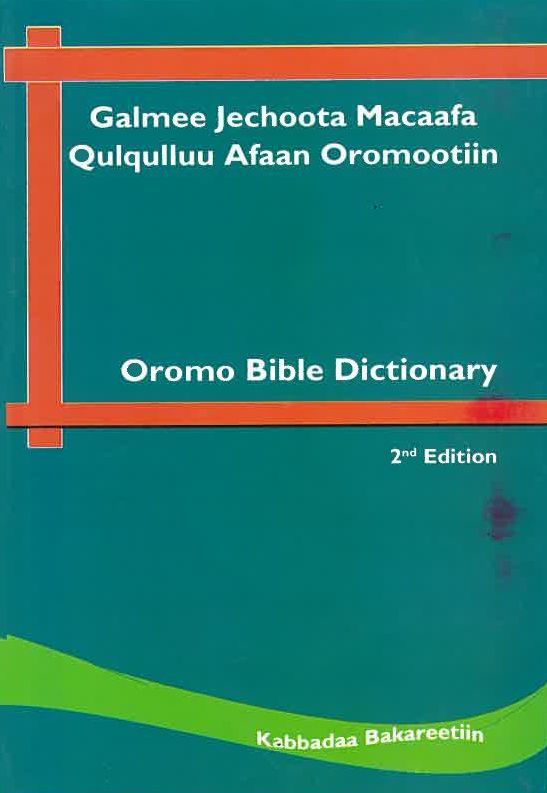 Galmee Jechoota Macaafa
Qulqulluu Afaan Oromootiin
Oromo Bible Dictionary
2nd Edition
Kabbadaa Bakareetiin